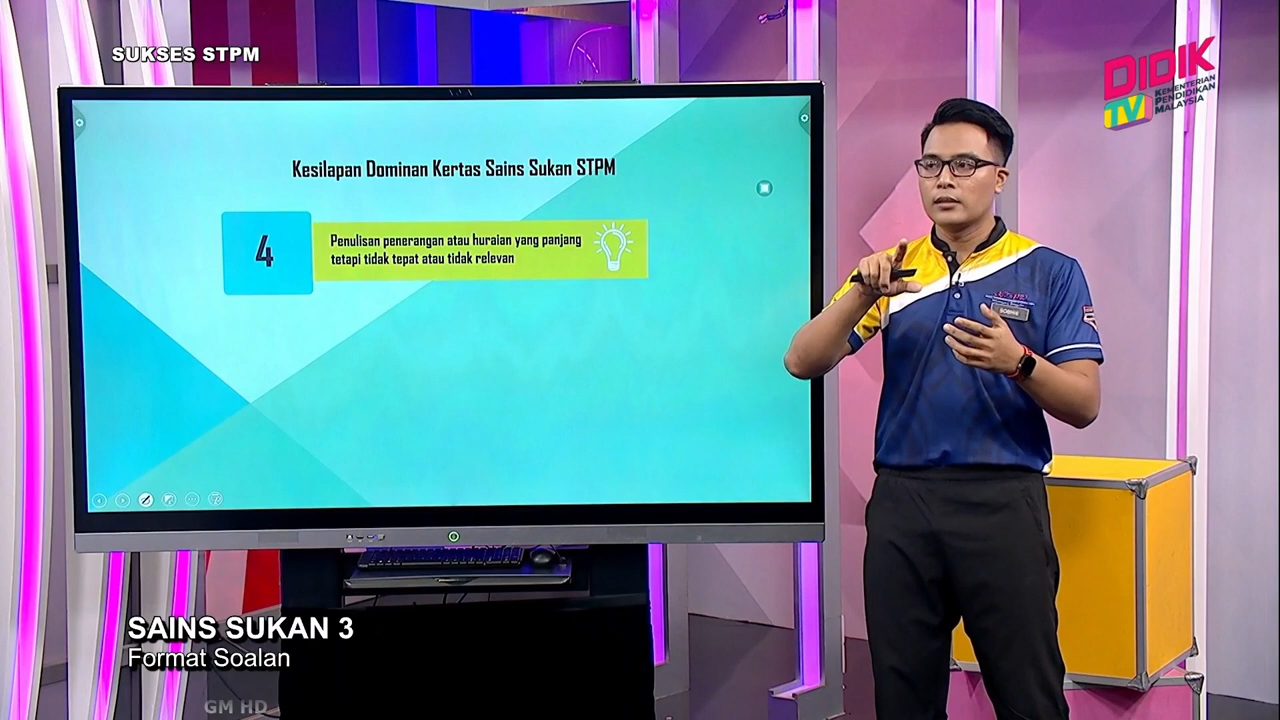 SUKSES STPM
DIDIK
TV
KEMENTERIAN
PENDIDIKAN
MALAYSIA
Kesilapan Dominan Kertas Sains Sukan STPM
4
Penulisan penerangan atau huraian yang panjang
tetapi tidak tepat atau tidak relevan
SAINS SUKAN 3
Format Soalan
GM HD